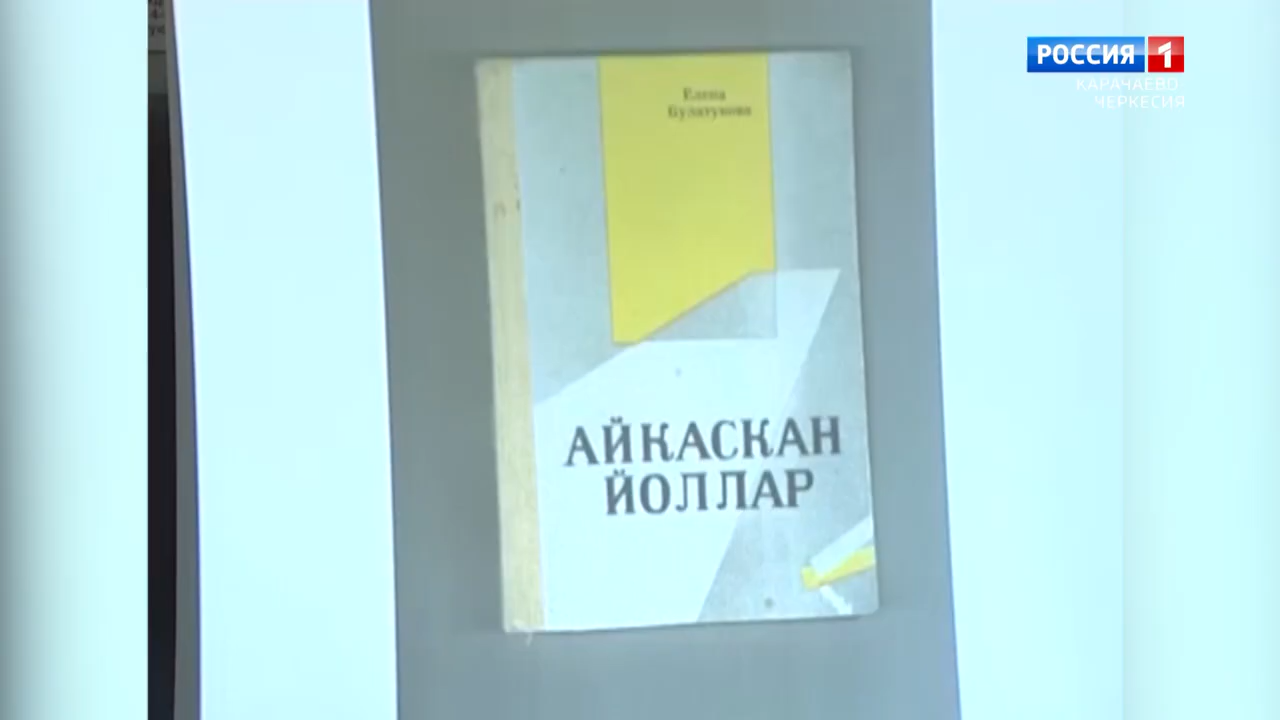 РОССИЯ 1
КАРАЧАЕВО-
ЧЕРКЕСИЯ
Елена
Булатукова
АЙКАСКАН
ЙОЛЛАР